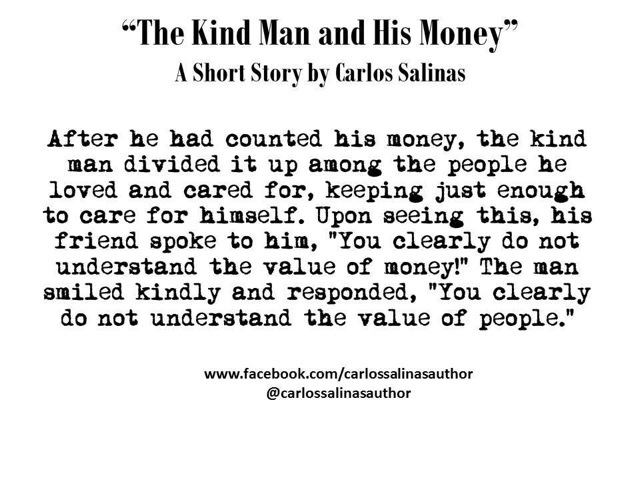 “The Kind Man and His Money”
A Short Story by Carlos Salinas
After he had counted his money, the kind
man divided it up among the people he
loved and cared for, keeping just enough
to care for himself. Upon seeing this, his
friend spoke to him, "You clearly do not
understand the value of money!" The man
smiled kindly and responded, "You clearly
do not understand the value of people."
www.facebook.com/carlossalinasauthor
@carlossalinasauthor